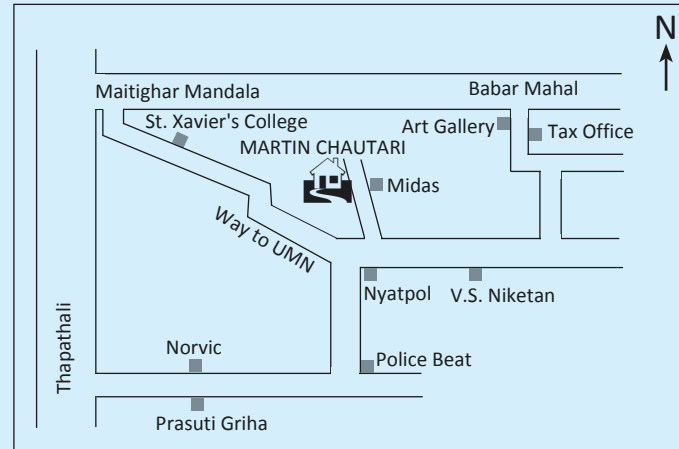 N
Maitighar Mandala
Babar Mahal
St. Xavier's College
Art Gallery
Tax Office
MARTIN CHAUTARI
Midas
Way to UMN
Nyatpol
V.S. Niketan
Thapathali
Norvic
Police Beat
Prasuti Griha